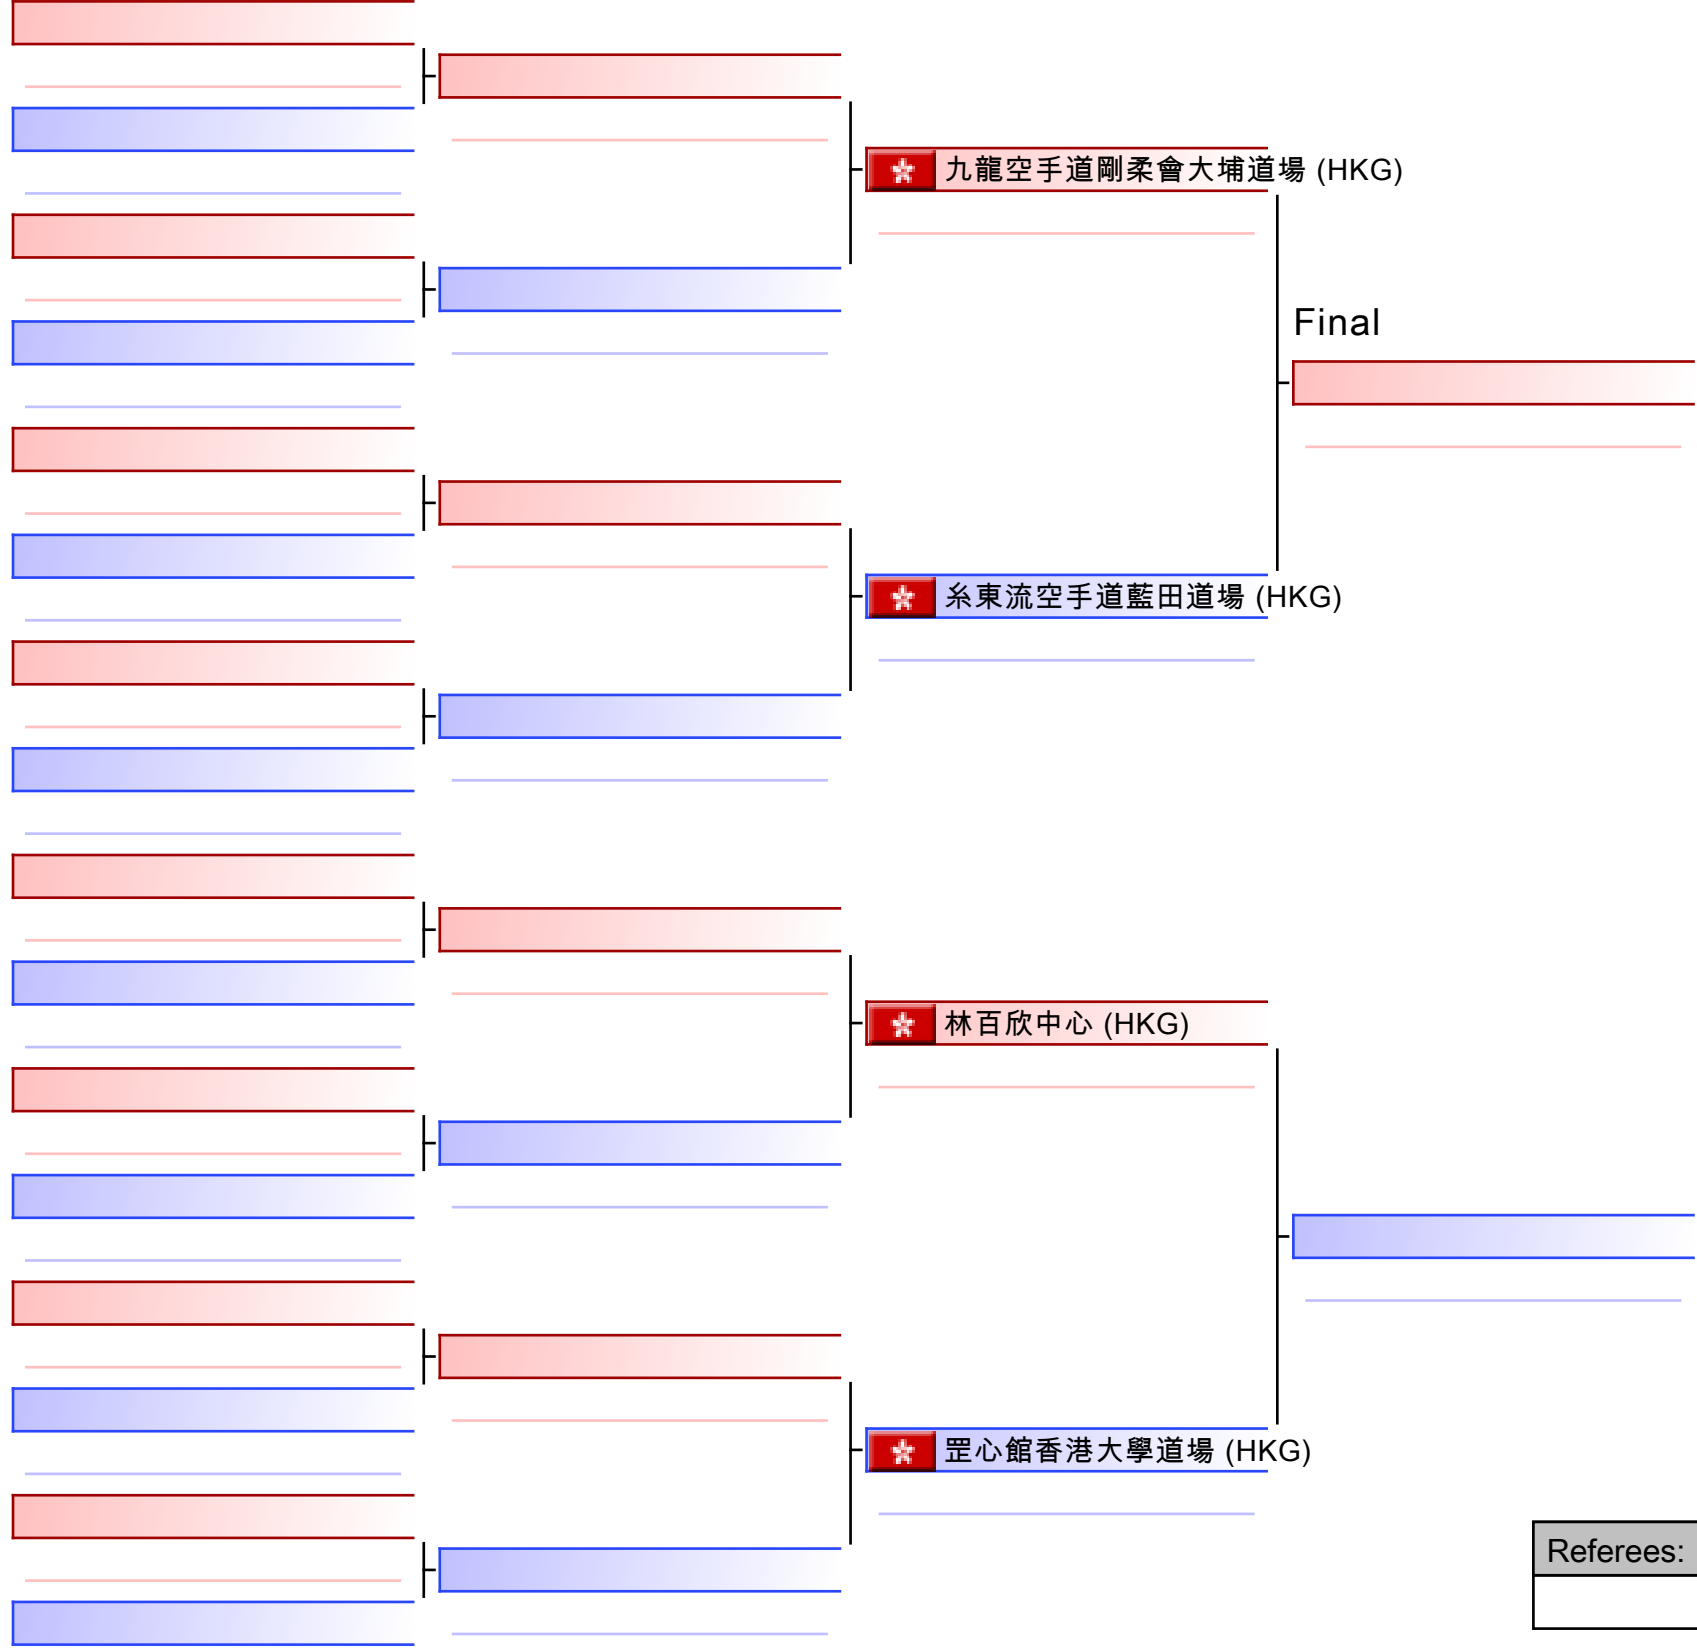 九龍空手道剛柔會大埔道場 (HKG)
Final
糸東流空手道藍田道場 (HKG)
林百欣中心 (HKG)
罡心館香港大學道場 (HKG)
Referees: